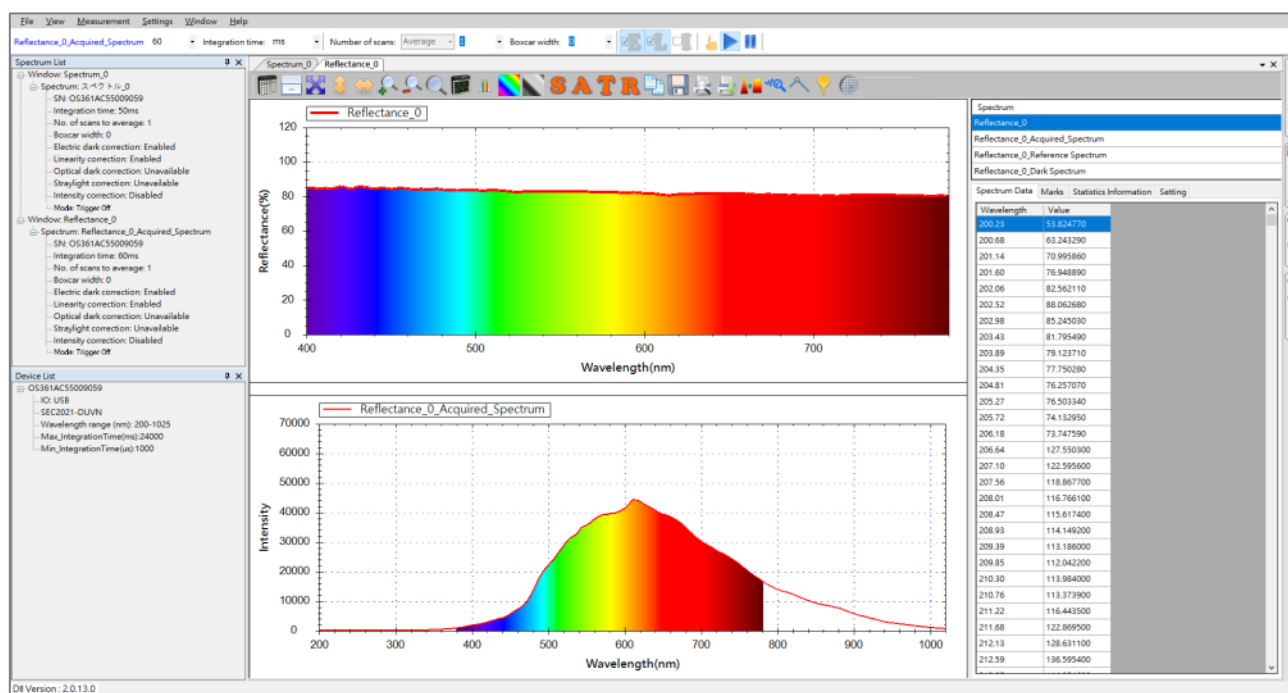 File View Measurement Settings Window Help
Reflectance_0_Acquired_Spectrum 60 Integration time: ms Number of scans: Average 1 Boxcar width: 0
Spectrum List
Window: Spectrum_0
Spectrum: スペクトル_0
SN: OS361AC55009059
Integration time: 50ms
No. of scans to average: 1
Boxcar width: 0
Electric dark correction: Enabled
Linearity correction: Enabled
Optical dark correction: Unavailable
Straylight correction: Unavailable
Intensity correction: Disabled
Mode: Trigger Off
Window: Reflectance_0
Spectrum: Reflectance_0_Acquired_Spectrum
SN: OS361AC55009059
Integration time: 60ms
No. of scans to average: 1
Boxcar width: 0
Electric dark correction: Enabled
Linearity correction: Enabled
Optical dark correction: Unavailable
Straylight correction: Unavailable
Intensity correction: Disabled
Mode: Trigger Off
Device List
OS361AC55009059
IO: USB
SEC2021-DUVN
Wavelength range (nm): 200-1025
Max_IntegrationTime(ms):24000
Min_IntegrationTime(us):1000
Spectrum_0 Reflectance_0
S A T R
Reflectance_0
120
100
80
60
40
20
0
Reflectance(%)
400 500 600 700
Wavelength(nm)
Reflectance_0_Acquired_Spectrum
70000
60000
50000
40000
30000
20000
10000
0
Intensity
200 300 400 500 600 700 800 900 1000
Wavelength(nm)
Spectrum
Reflectance_0
Reflectance_0_Acquired_Spectrum
Reflectance_0_Reference Spectrum
Reflectance_0_Dark Spectrum
Spectrum Data Marks Statistics Information Setting
Wavelength Value
200.23 53.824770
200.68 63.243290
201.14 70.995860
201.60 76.948890
202.06 82.562110
202.52 88.062680
202.98 85.245030
203.43 81.795490
203.89 79.123710
204.35 77.750280
204.81 76.257070
205.27 76.503340
205.72 74.132950
206.18 73.747590
206.64 127.550300
207.10 122.595600
207.56 118.867700
208.01 116.766100
208.47 115.617400
208.93 114.149200
209.39 113.186000
209.85 112.042200
210.30 113.984000
210.76 113.373900
211.22 116.443500
211.68 122.869500
212.13 128.631100
212.59 136.595400
Dll Version : 2.0.13.0